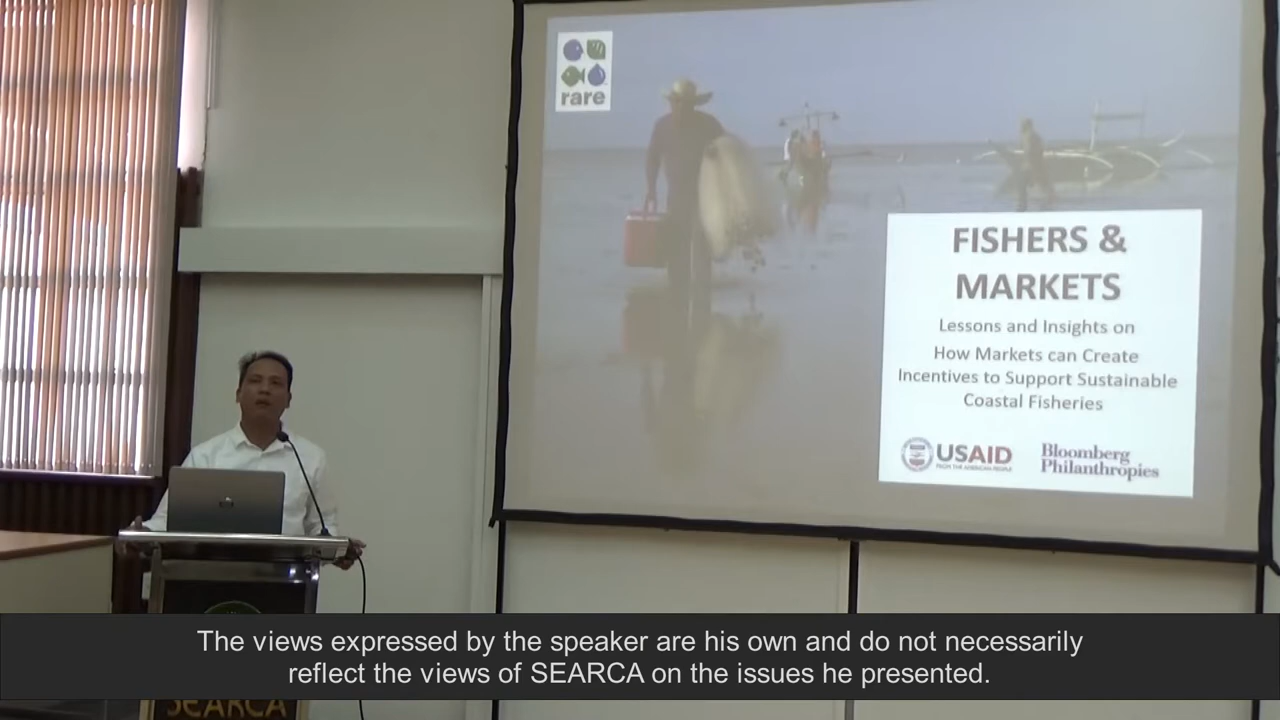 rare
FISHERS &
MARKETS
Lessons and Insights on
How Markets can Create
Incentives to Support Sustainable
Coastal Fisheries
USAID
FROM THE AMERICAN PEOPLE
Bloomberg
Philanthropies
The views expressed by the speaker are his own and do not necessarily
reflect the views of SEARCA on the issues he presented.
SEARCA